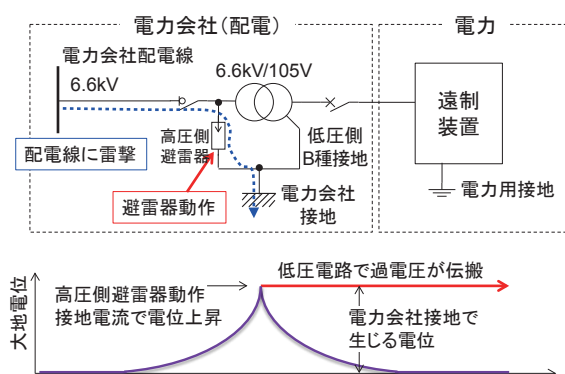 電力会社(配電)
電力
電力会社配電線
6.6kV
6.6kV/105V
遠制
装置
高圧側
避雷器
低圧側
B種接地
配電線に雷撃
避雷器動作
電力会社
接地
電力用接地
大地電位
高圧側避雷器動作
接地電流で電位上昇
低圧電路で過電圧が伝搬
電力会社接地で
生じる電位